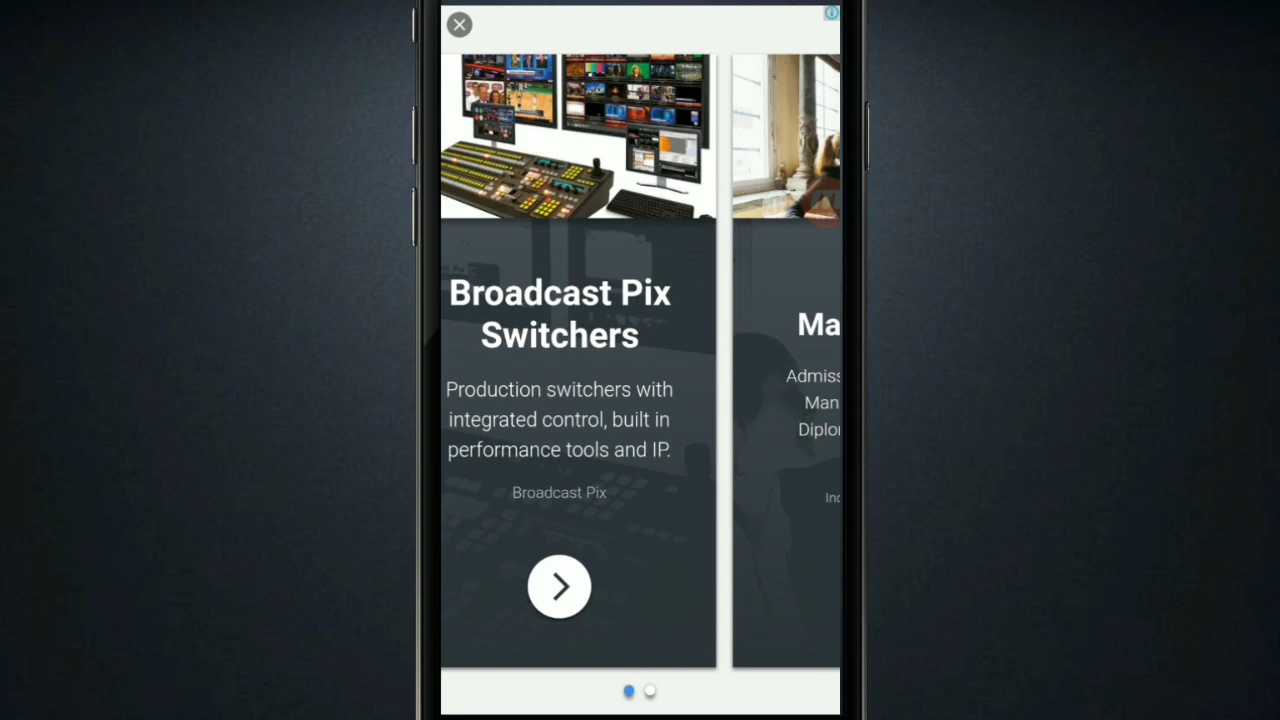 Broadcast Pix
Switchers
Production switchers with
integrated control, built in
performance tools and IP.
Broadcast Pix
Ma
Admiss
Man
Diplo
Inc